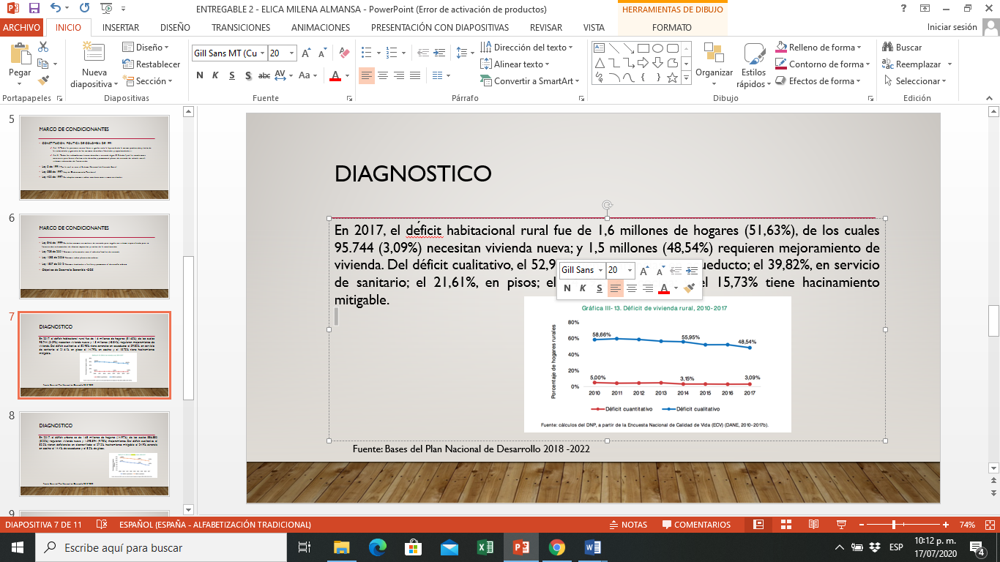 ENTREGABLE 2 - ELICA MILENA ALMANSA - PowerPoint (Error de activación de productos)
HERRAMIENTAS DE DIBUJO
ARCHIVO INICIO INSERTAR DISEÑO TRANSICIONES ANIMACIONES PRESENTACIÓN CON DIAPOSITIVAS REVISAR VISTA FORMATO Iniciar sesión
Pegar
Nueva diapositiva
Diseño
Restablecer
Sección
Gill Sans MT (Cu 20
N K S S abc AV Aa A
Dirección del texto
Alinear texto
Convertir a SmartArt
Organizar
Estilos rápidos
Relleno de forma
Contorno de forma
Efectos de forma
Buscar
Reemplazar
Seleccionar
Portapapeles Diapositivas Fuente Párrafo Dibujo Edición
5
MARCO DE CONDICIONANTES
CONSTITUCION POLITICA DE COLOMBIA DE 1991
6
MARCO DE CONDICIONANTES
7
DIAGNOSTICO
8
DIAGNOSTICO
9
DIAGNOSTICO
En 2017, el déficit habitacional rural fue de 1,6 millones de hogares (51,63%), de los cuales
95.744 (3,09%) necesitan vivienda nueva; y 1,5 millones (48,54%) requieren mejoramiento de
vivienda. Del déficit cualitativo, el 52,9 ueducto; el 39,82%, en servicio
de sanitario; el 21,61%, en pisos; el el 15,73% tiene hacinamiento
mitigable.
Gill Sans 20
N K S A
Gráfica III-13. Déficit de vivienda rural, 2010-2017
Porcentaje de hogares rurales
80%
60%
40%
20%
0%
58,66% 55,95% 48,54%
5,00% 3,15% 3,09%
2010 2011 2012 2013 2014 2015 2016 2017
Déficit cuantitativo Déficit cualitativo
Fuente: cálculos del DNP, a partir de la Encuesta Nacional de Calidad de Vida (ECV) (DANE, 2010-2017b).
Fuente: Bases del Plan Nacional de Desarrollo 2018 -2022
DIAPOSITIVA 7 DE 11 ESPAÑOL (ESPAÑA - ALFABETIZACIÓN TRADICIONAL) NOTAS COMENTARIOS 74%
Escribe aquí para buscar
ESP
10:12 p. m.
17/07/2020
4